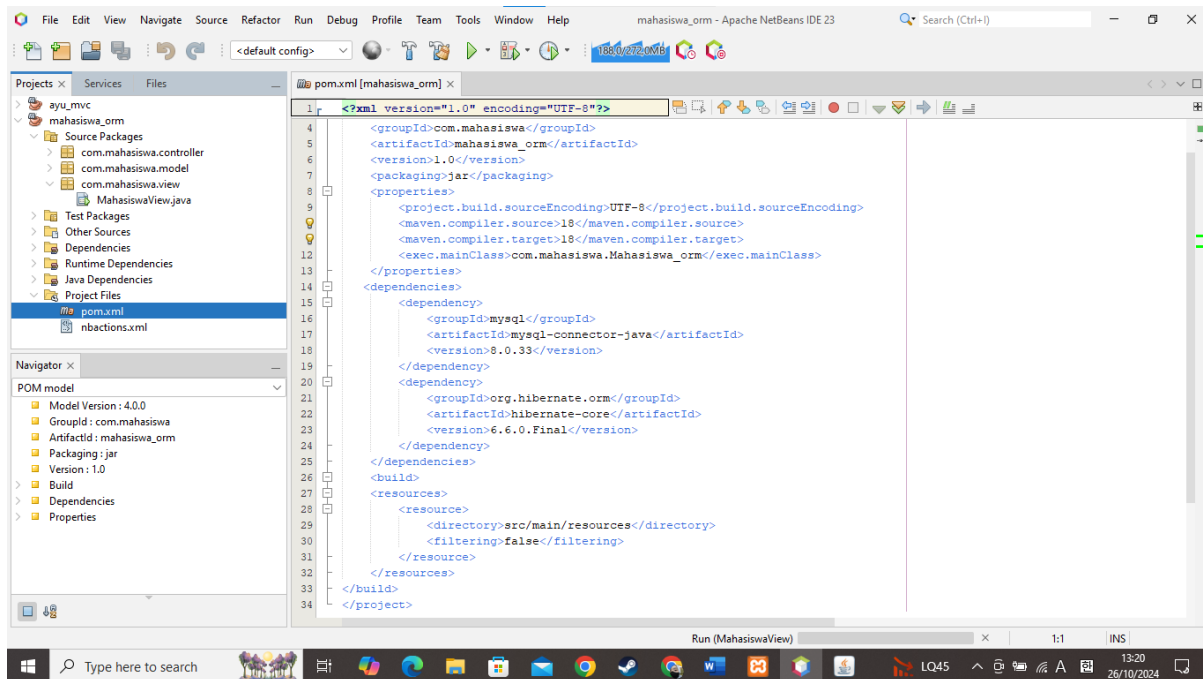 File Edit View Navigate Source Refactor Run Debug Profile Team Tools Window Help mahasiswa_orm - Apache NetBeans IDE 23 Search (Ctrl+I)
<default config> 188,0/272,0MB
Projects Services Files
ayu_mvc
mahasiswa_orm
Source Packages
com.mahasiswa.controller
com.mahasiswa.model
com.mahasiswa.view
MahasiswaView.java
Test Packages
Other Sources
Dependencies
Runtime Dependencies
Java Dependencies
Project Files
pom.xml
nbactions.xml
Navigator
POM model
Model Version : 4.0.0
GroupId : com.mahasiswa
ArtifactId : mahasiswa_orm
Packaging : jar
Version : 1.0
Build
Dependencies
Properties
pom.xml [mahasiswa_orm]
1 <?xml version="1.0" encoding="UTF-8"?>
4 <groupId>com.mahasiswa</groupId>
5 <artifactId>mahasiswa_orm</artifactId>
6 <version>1.0</version>
7 <packaging>jar</packaging>
8 <properties>
9 <project.build.sourceEncoding>UTF-8</project.build.sourceEncoding>
<maven.compiler.source>18</maven.compiler.source>
<maven.compiler.target>18</maven.compiler.target>
12 <exec.mainClass>com.mahasiswa.Mahasiswa_orm</exec.mainClass>
13 </properties>
14 <dependencies>
15 <dependency>
16 <groupId>mysql</groupId>
17 <artifactId>mysql-connector-java</artifactId>
18 <version>8.0.33</version>
19 </dependency>
20 <dependency>
21 <groupId>org.hibernate.orm</groupId>
22 <artifactId>hibernate-core</artifactId>
23 <version>6.6.0.Final</version>
24 </dependency>
25 </dependencies>
26 <build>
27 <resources>
28 <resource>
29 <directory>src/main/resources</directory>
30 <filtering>false</filtering>
31 </resource>
32 </resources>
33 </build>
34 </project>
Run (MahasiswaView) 1:1 INS
Type here to search LQ45 13:20
26/10/2024